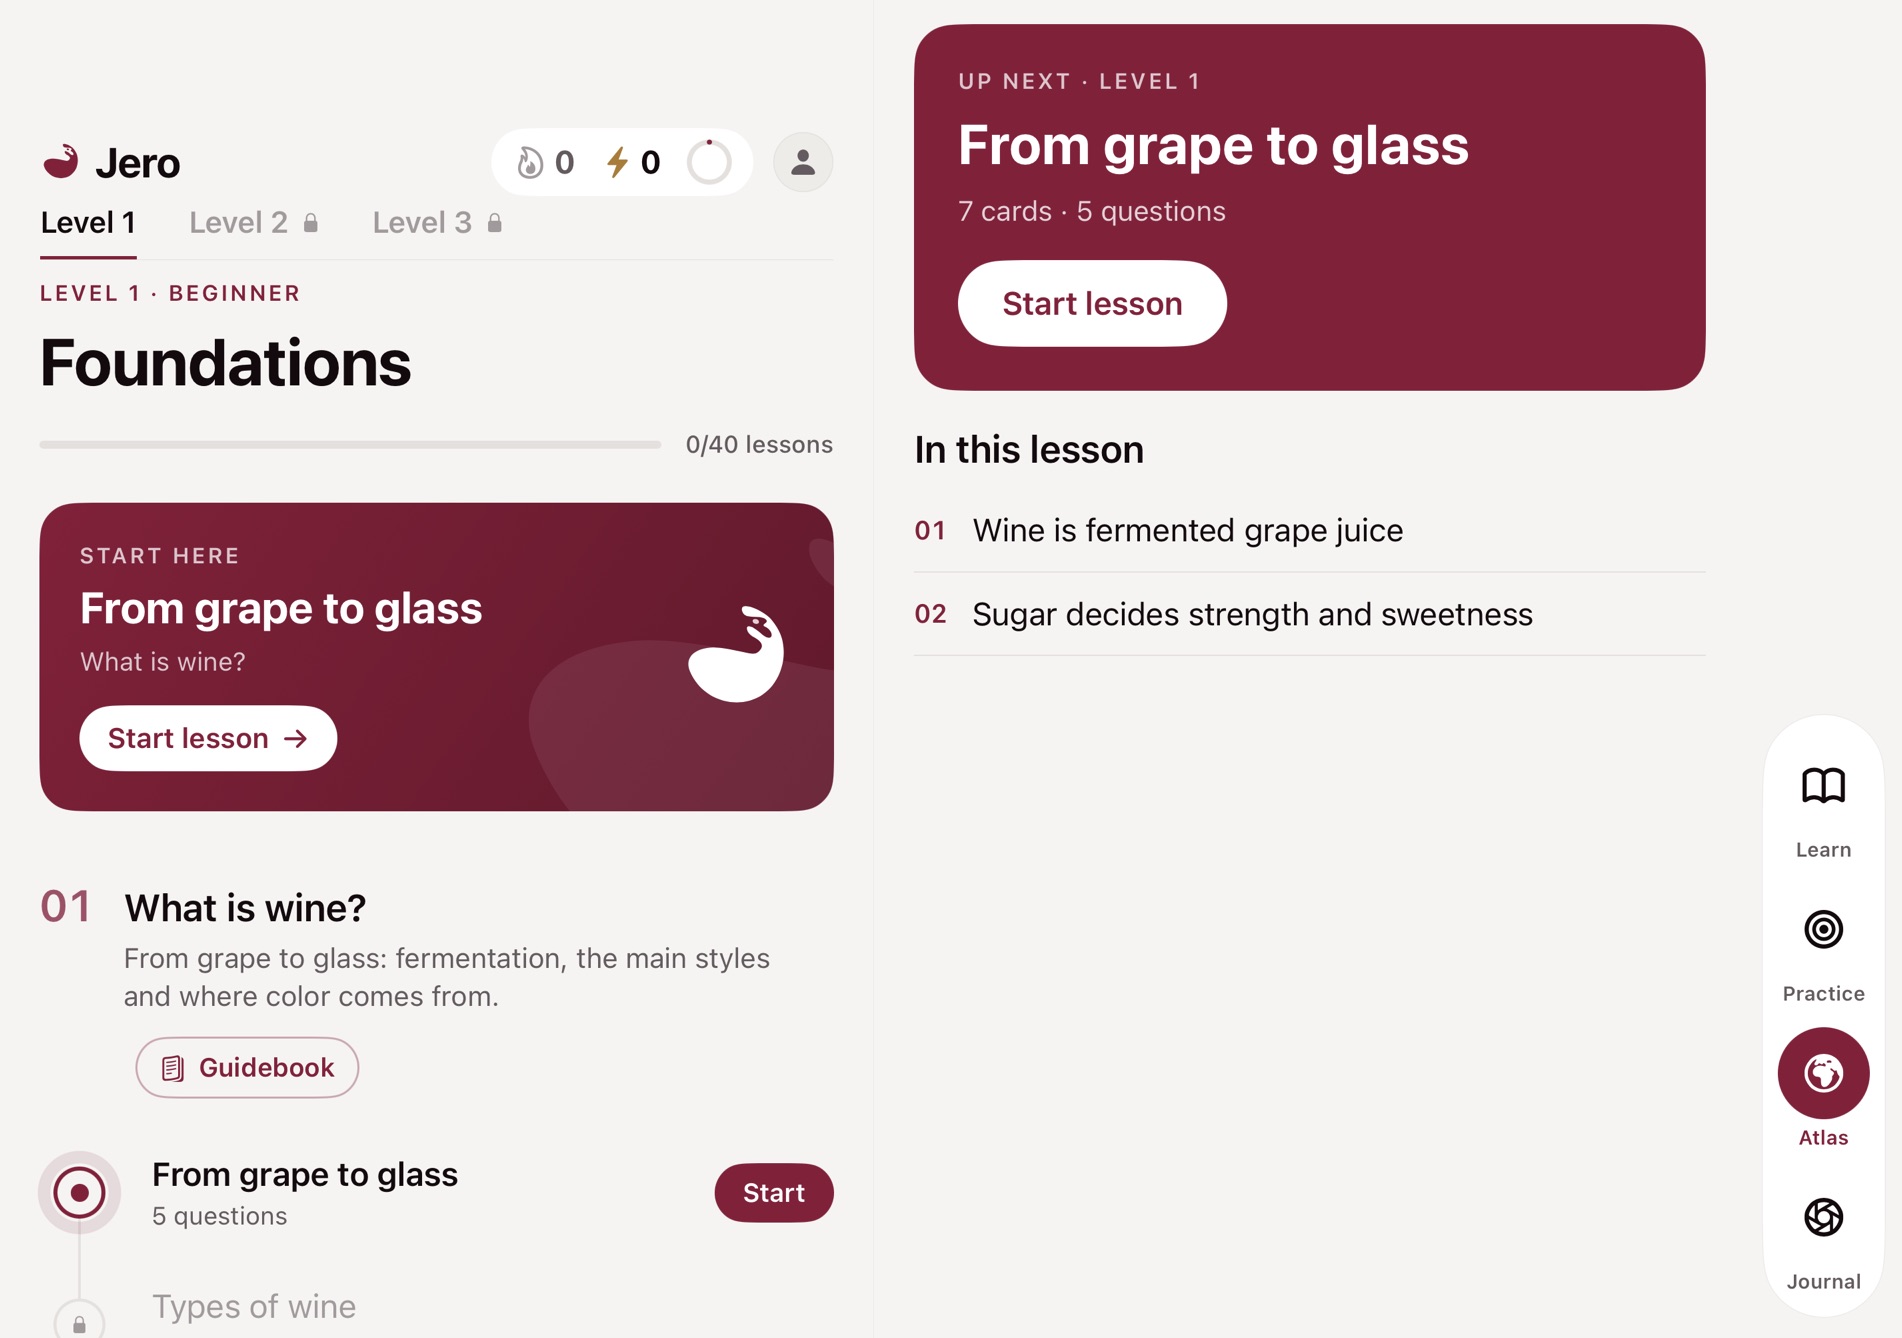 Jero
0
0
Level 1
Level 2
Level 3
LEVEL 1 · BEGINNER
Foundations
0/40 lessons
START HERE
From grape to glass
What is wine?
Start lesson →
01 What is wine?
From grape to glass: fermentation, the main styles
and where color comes from.
Guidebook
From grape to glass
5 questions
Start
Types of wine
UP NEXT · LEVEL 1
From grape to glass
7 cards · 5 questions
Start lesson
In this lesson
01 Wine is fermented grape juice
02 Sugar decides strength and sweetness
Learn
Practice
Atlas
Journal